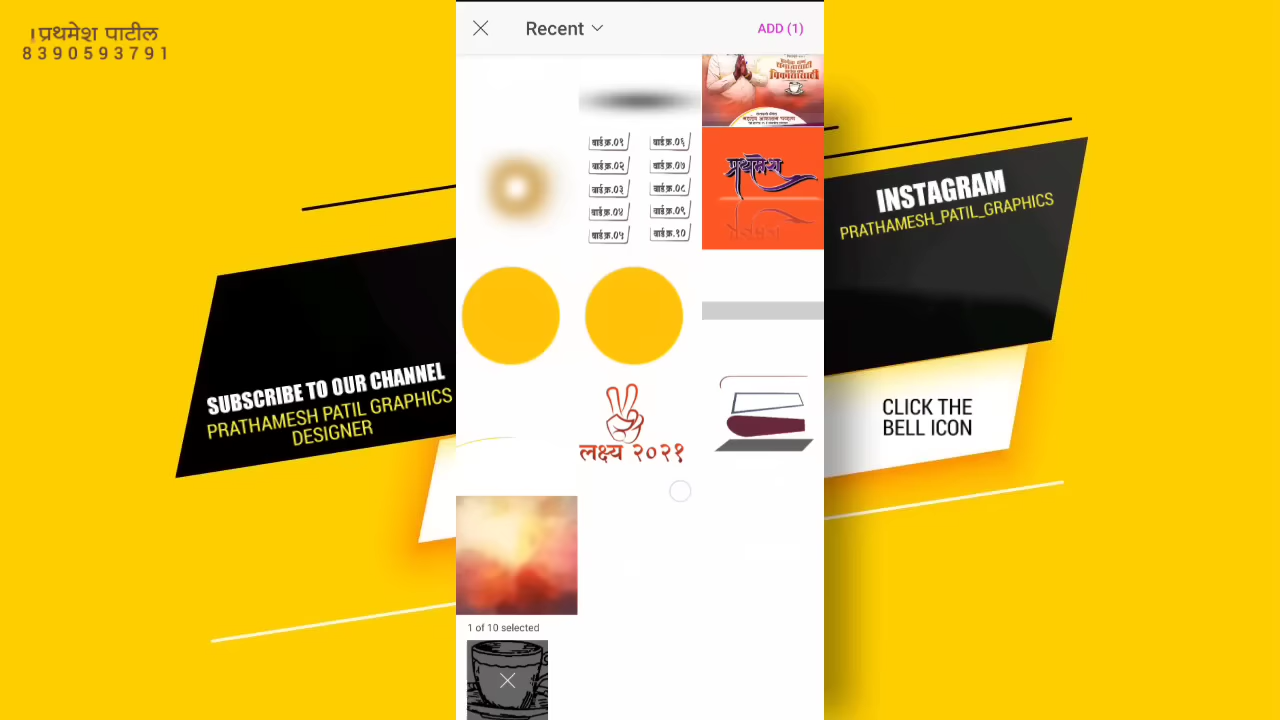 प्रथमेश पाटील
8390593791
Recent
ADD (1)
विकासासाठी
वार्ड.क्र.०१
वार्ड.क्र.०६
वार्ड.क्र.०२
वार्ड.क्र.०७
वार्ड.क्र.०३
वार्ड.क्र.०८
वार्ड.क्र.०४
वार्ड.क्र.०९
वार्ड.क्र.०५
वार्ड.क्र.१०
प्रथमेश
लक्ष्य २०२१
1 of 10 selected
SUBSCRIBE TO OUR CHANNEL
PRATHAMESH PATIL GRAPHICS
DESIGNER
INSTAGRAM
PRATHAMESH_PATIL_GRAPHICS
CLICK THE
BELL ICON